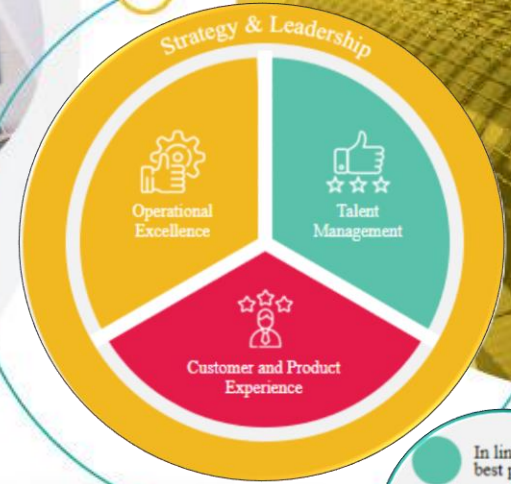 Strategy & Leadership
Operational
Excellence
Talent
Management
Customer and Product
Experience
In lin
best p